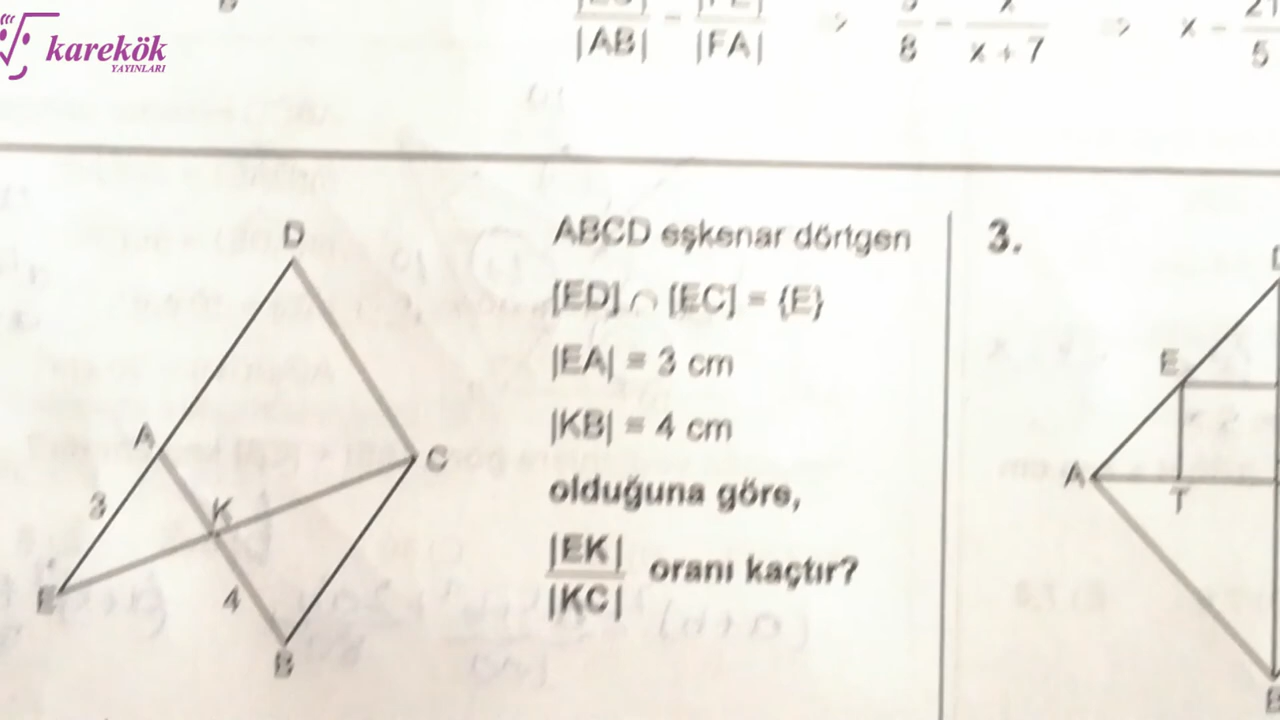 karekök
YAYINLARI
|AB| |FA| 8 x + 7 5
D
A
C
3
K
E
4
B
ABCD eşkenar dörtgen
[ED] ∩ [EC] = {E}
|EA| = 3 cm
|KB| = 4 cm
olduğuna göre,
|EK|
|KC|
oranı kaçtır?
3.
E
A
T